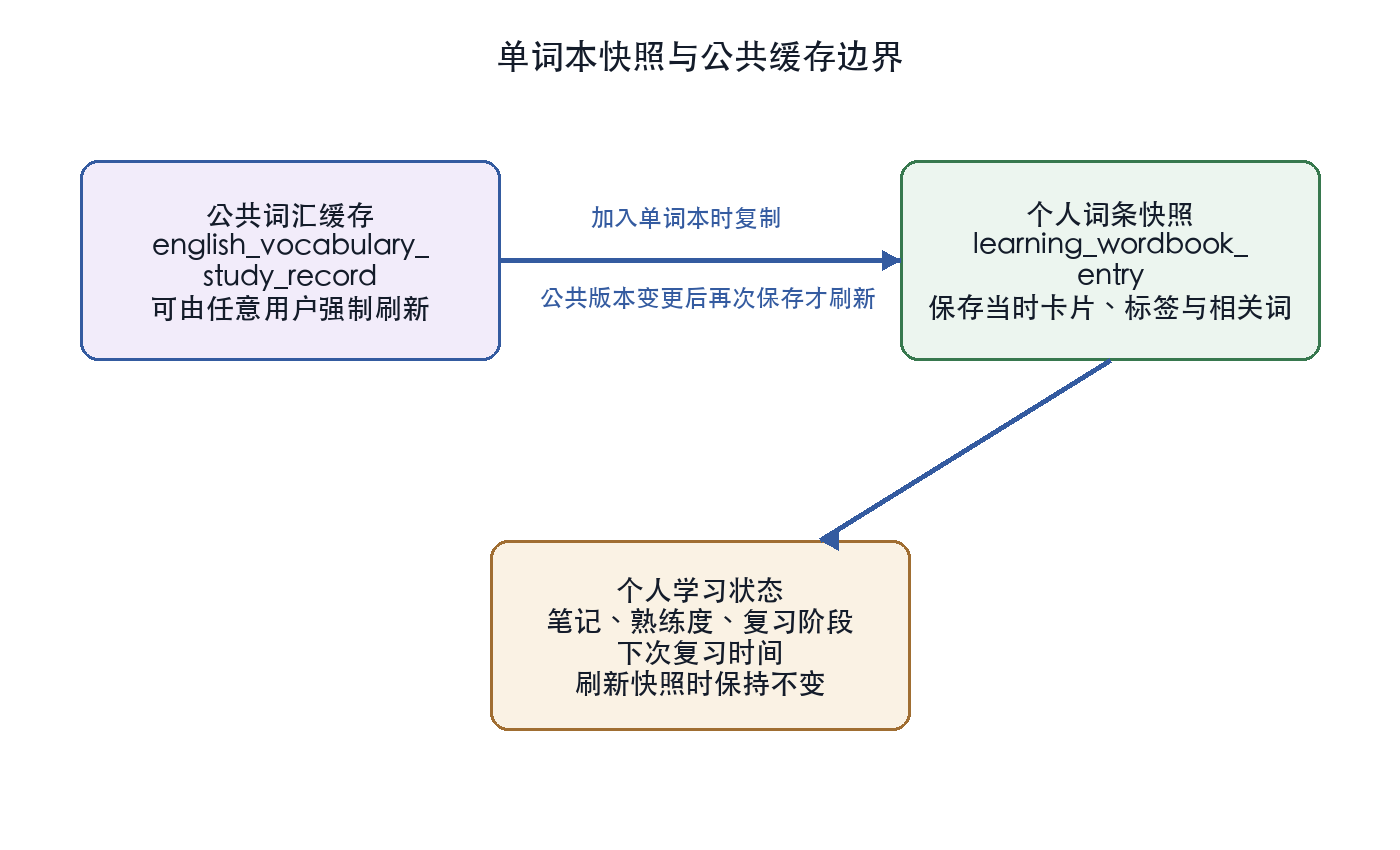 单词本快照与公共缓存边界
公共词汇缓存
english_vocabulary_
study_record
可由任意用户强制刷新
加入单词本时复制
公共版本变更后再次保存才刷新
个人词条快照
learning_wordbook_
entry
保存当时卡片、标签与相关词
个人学习状态
笔记、熟练度、复习阶段
下次复习时间
刷新快照时保持不变